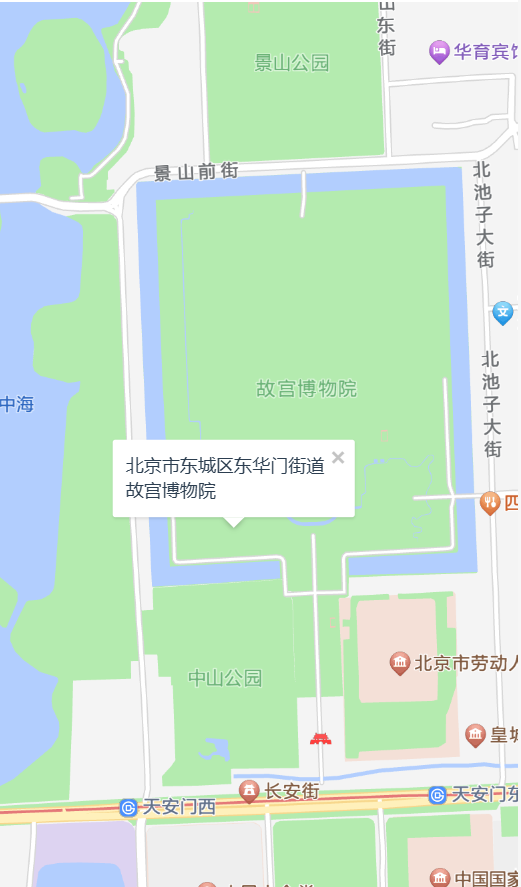 山东街
景山公园
华育宾馆
景山前街
北池子大街
文
北池子大街
中海
故宫博物院
北京市东城区东华门街道
故宫博物院
×
四
中山公园
北京市劳动人
皇城
长安街
天安门西
天安门东
中国国家